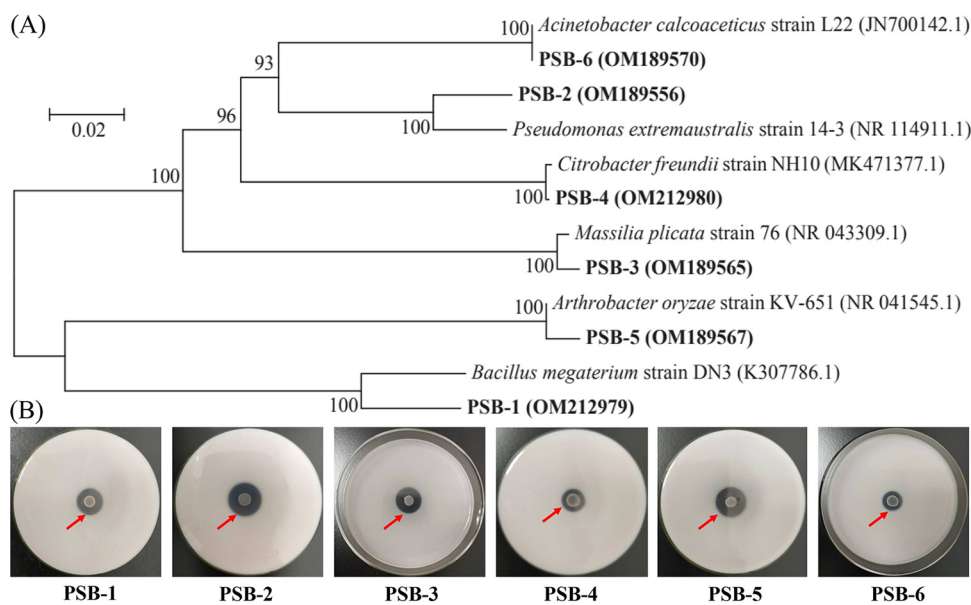 (A)
100
Acinetobacter calcoaceticus strain L22 (JN700142.1)
PSB-6 (OM189570)
93
PSB-2 (OM189556)
0.02
96
100
Pseudomonas extremaustralis strain 14-3 (NR 114911.1)
Citrobacter freundii strain NH10 (MK471377.1)
100
100
PSB-4 (OM212980)
Massilia plicata strain 76 (NR 043309.1)
100
PSB-3 (OM189565)
100
Arthrobacter oryzae strain KV-651 (NR 041545.1)
PSB-5 (OM189567)
Bacillus megaterium strain DN3 (K307786.1)
100
PSB-1 (OM212979)
(B)
PSB-1
PSB-2
PSB-3
PSB-4
PSB-5
PSB-6